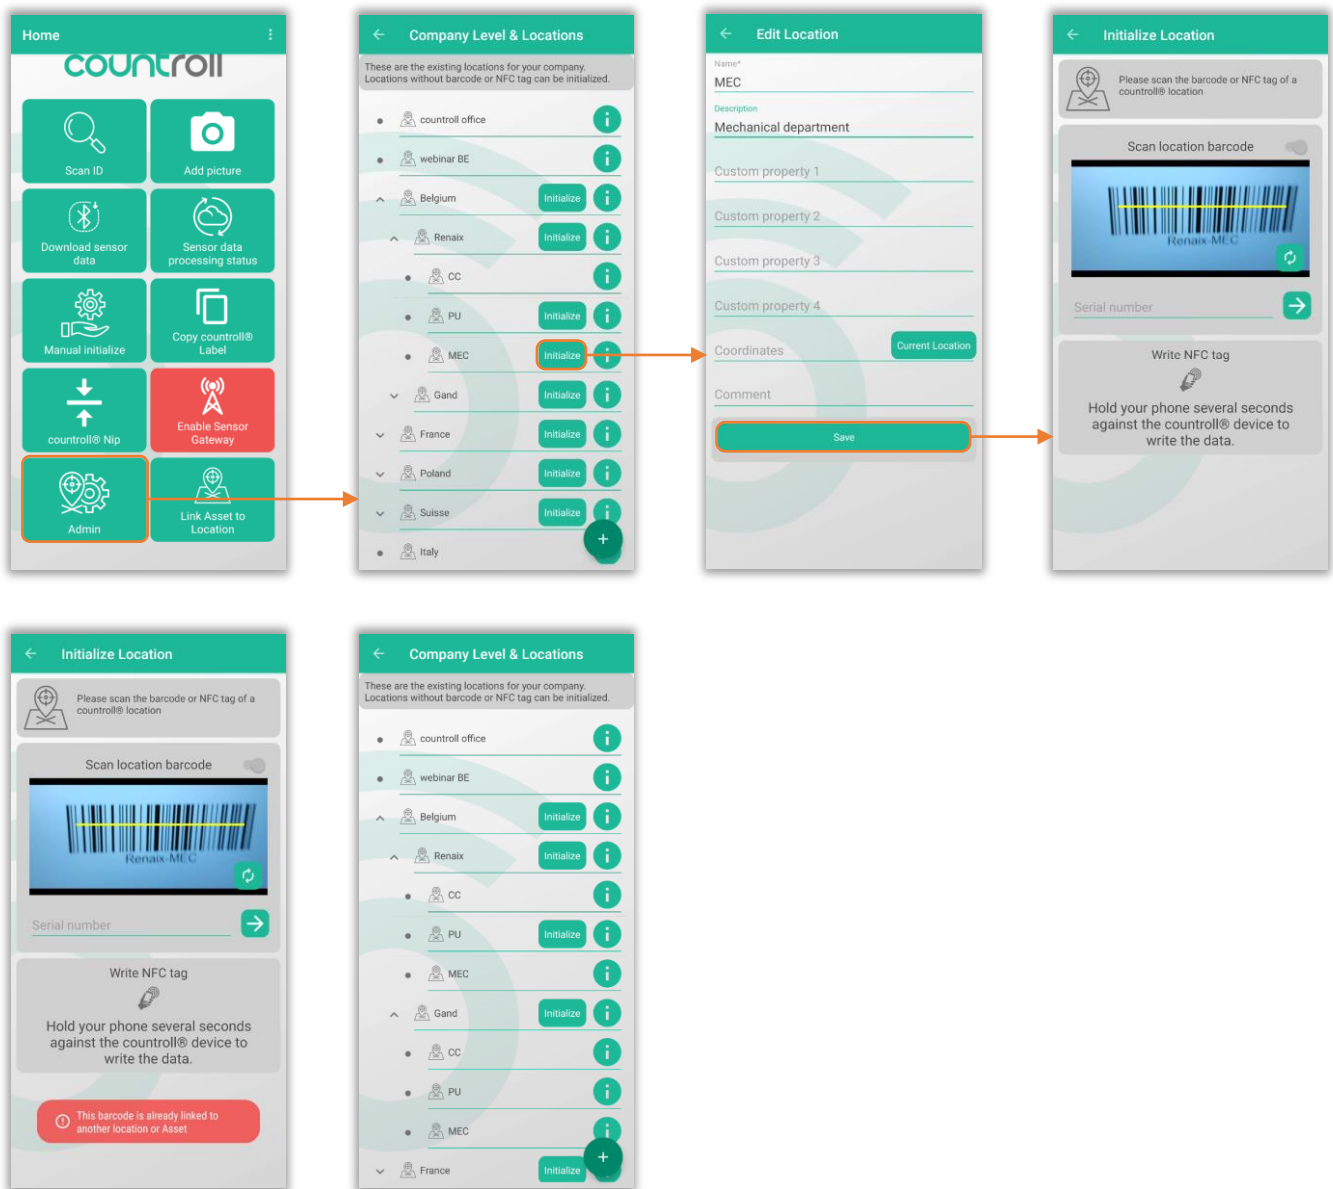 Home
countroll
Scan ID
Add picture
Download sensor
data
Sensor data
processing status
Manual initialize
Copy countroll®
Label
countroll® Nip
Enable Sensor
Gateway
Admin
Link Asset to
Location
Company Level & Locations
These are the existing locations for your company.
Locations without barcode or NFC tag can be initialized.
countroll office
i
webinar BE
i
Belgium
Initialize
i
Renaix
Initialize
i
CC
i
PU
Initialize
i
MEC
Initialize
i
Gand
Initialize
i
France
Initialize
i
Poland
Initialize
i
Suisse
Initialize
i
Italy
+
Edit Location
Name*
MEC
Description
Mechanical department
Custom property 1
Custom property 2
Custom property 3
Custom property 4
Coordinates
Current Location
Comment
Save
Initialize Location
Please scan the barcode or NFC tag of a
countroll® location
Scan location barcode
Renaix-MEC
Serial number
Write NFC tag
Hold your phone several seconds
against the countroll® device to
write the data.
Initialize Location
Please scan the barcode or NFC tag of a
countroll® location
Scan location barcode
Renaix-MEC
Serial number
Write NFC tag
Hold your phone several seconds
against the countroll® device to
write the data.
This barcode is already linked to
another location or Asset
Company Level & Locations
These are the existing locations for your company.
Locations without barcode or NFC tag can be initialized.
countroll office
i
webinar BE
i
Belgium
Initialize
i
Renaix
Initialize
i
CC
i
PU
Initialize
i
MEC
i
Gand
Initialize
i
CC
i
PU
i
MEC
i
France
Initialize
+